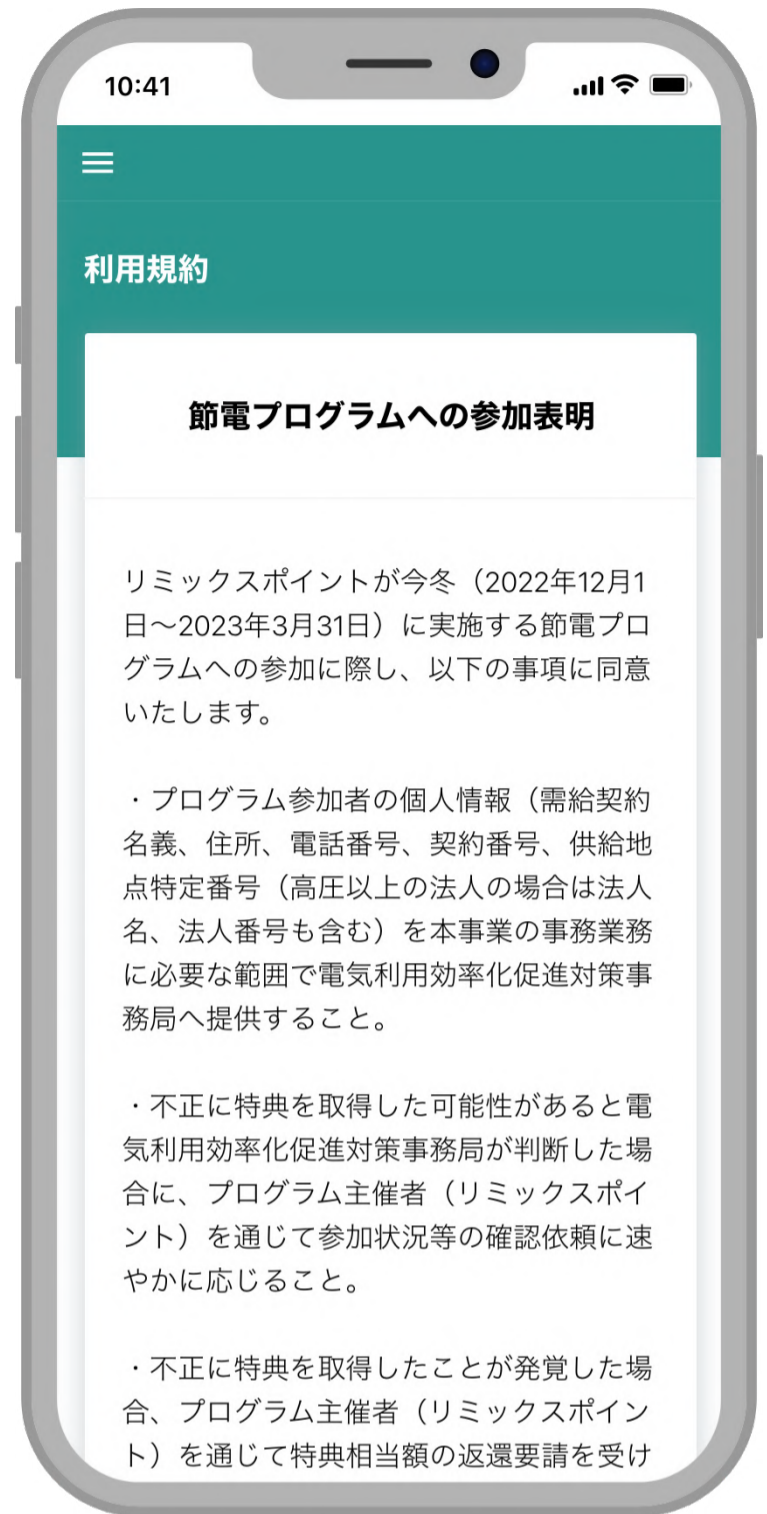 10:41
利用規約
節電プログラムへの参加表明
リミックスポイントが今冬（2022年12月1
日〜2023年3月31日）に実施する節電プロ
グラムへの参加に際し、以下の事項に同意
いたします。
・プログラム参加者の個人情報（需給契約
名義、住所、電話番号、契約番号、供給地
点特定番号（高圧以上の法人の場合は法人
名、法人番号も含む）を本事業の事務業務
に必要な範囲で電気利用効率化促進対策事
務局へ提供すること。
・不正に特典を取得した可能性があると電
気利用効率化促進対策事務局が判断した場
合に、プログラム主催者（リミックスポイ
ント）を通じて参加状況等の確認依頼に速
やかに応じること。
・不正に特典を取得したことが発覚した場
合、プログラム主催者（リミックスポイン
ト）を通じて特典相当額の返還要請を受け